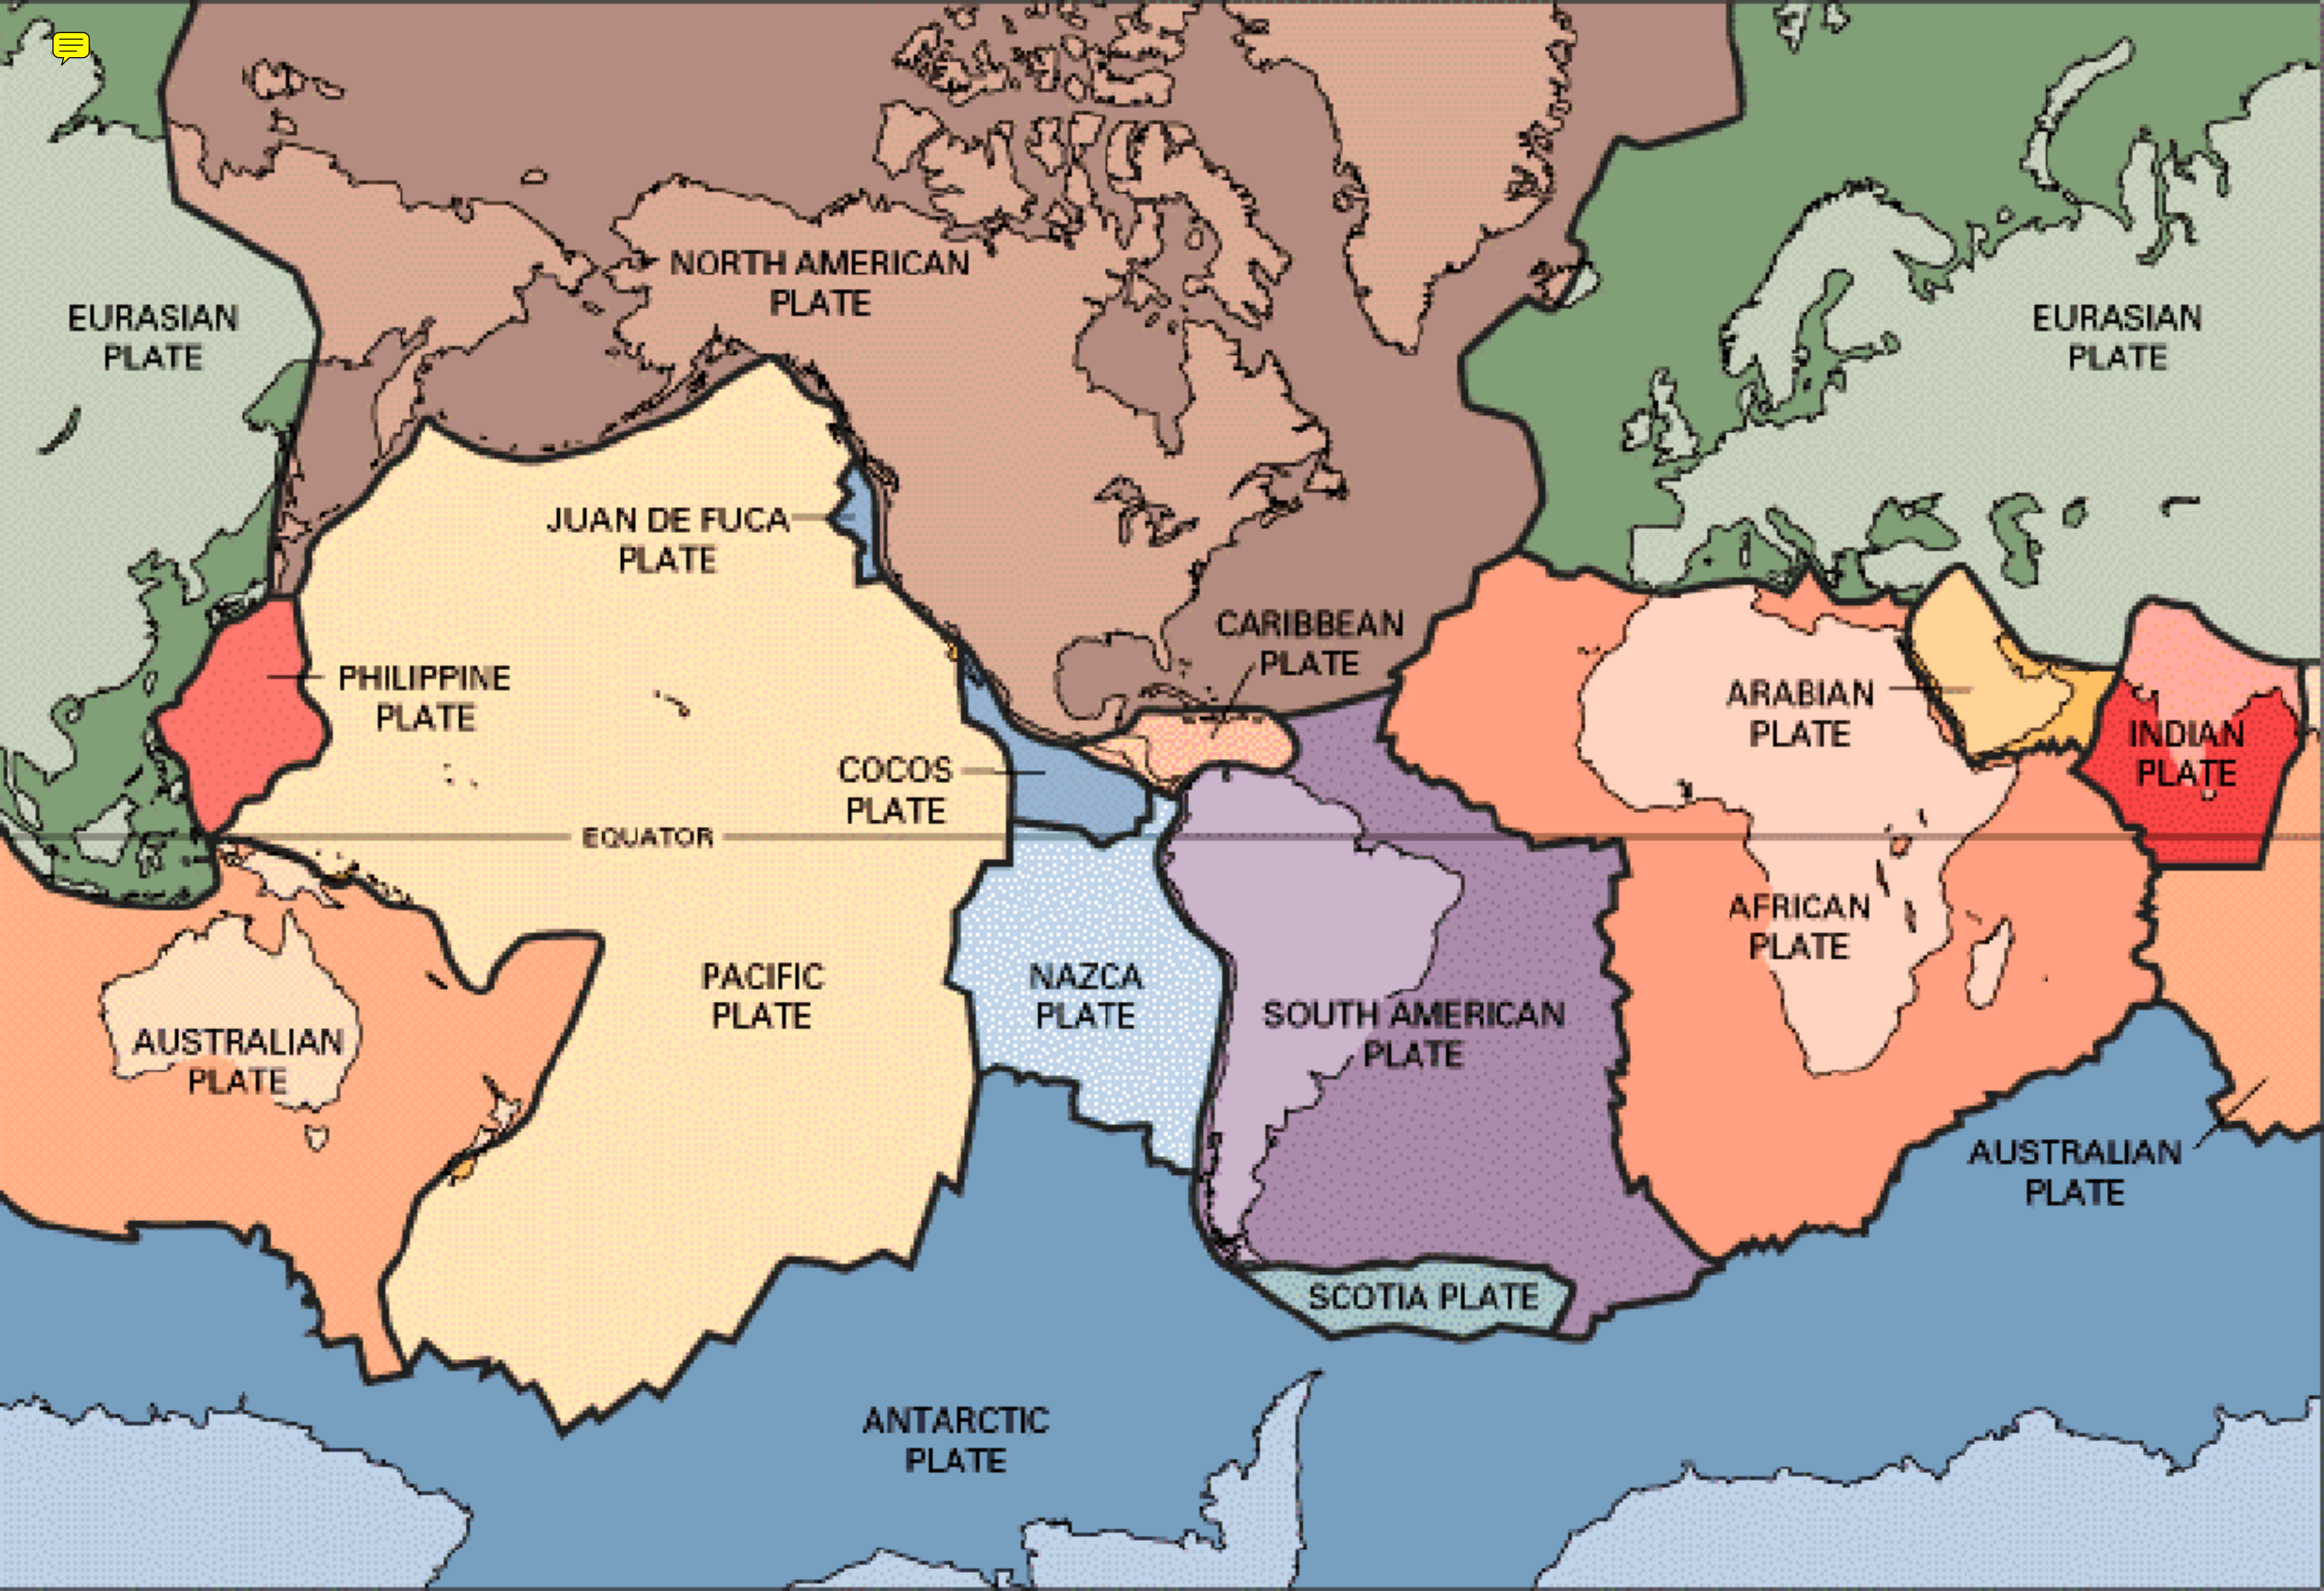 NORTH AMERICAN
PLATE
EURASIAN
PLATE
EURASIAN
PLATE
JUAN DE FUCA
PLATE
CARIBBEAN
PLATE
PHILIPPINE
PLATE
ARABIAN
PLATE
INDIAN
PLATE
COCOS
PLATE
EQUATOR
AFRICAN
PLATE
PACIFIC
PLATE
NAZCA
PLATE
SOUTH AMERICAN
PLATE
AUSTRALIAN
PLATE
AUSTRALIAN
PLATE
SCOTIA PLATE
ANTARCTIC
PLATE